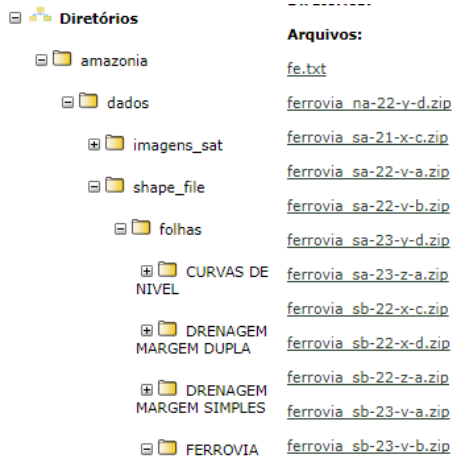 Diretórios
amazonia
dados
imagens_sat
shape_file
folhas
CURVAS DE
NIVEL
DRENAGEM
MARGEM DUPLA
DRENAGEM
MARGEM SIMPLES
FERROVIA
Arquivos:
fe.txt
ferrovia_na-22-y-d.zip
ferrovia_sa-21-x-c.zip
ferrovia_sa-22-v-a.zip
ferrovia_sa-22-v-b.zip
ferrovia_sa-23-y-d.zip
ferrovia_sa-23-z-a.zip
ferrovia_sb-22-x-c.zip
ferrovia_sb-22-x-d.zip
ferrovia_sb-22-z-a.zip
ferrovia_sb-23-v-a.zip
ferrovia_sb-23-v-b.zip